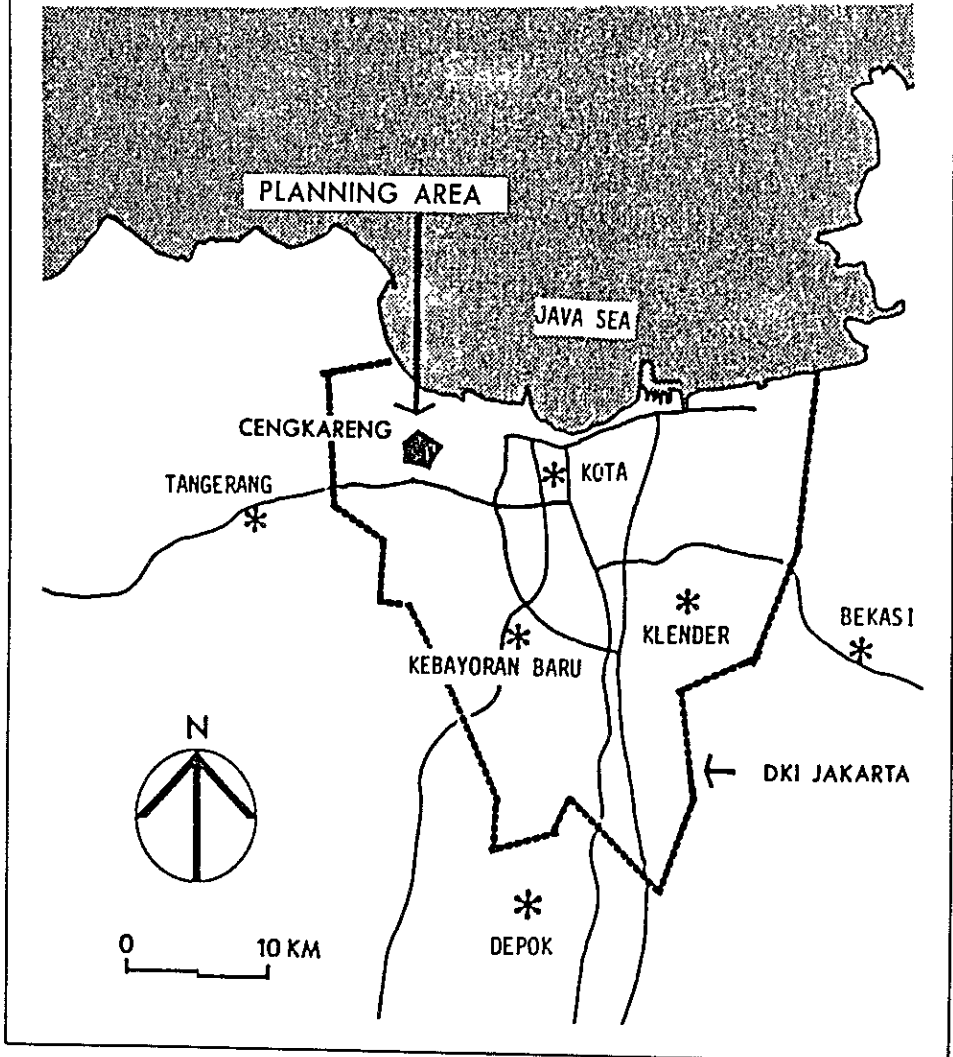 PLANNING AREA
JAVA SEA
CENGKARENG
TANGERANG
KOTA
KLENDER
BEKASI
KEBAYORAN BARU
N
DKI JAKARTA
0 10 KM
DEPOK